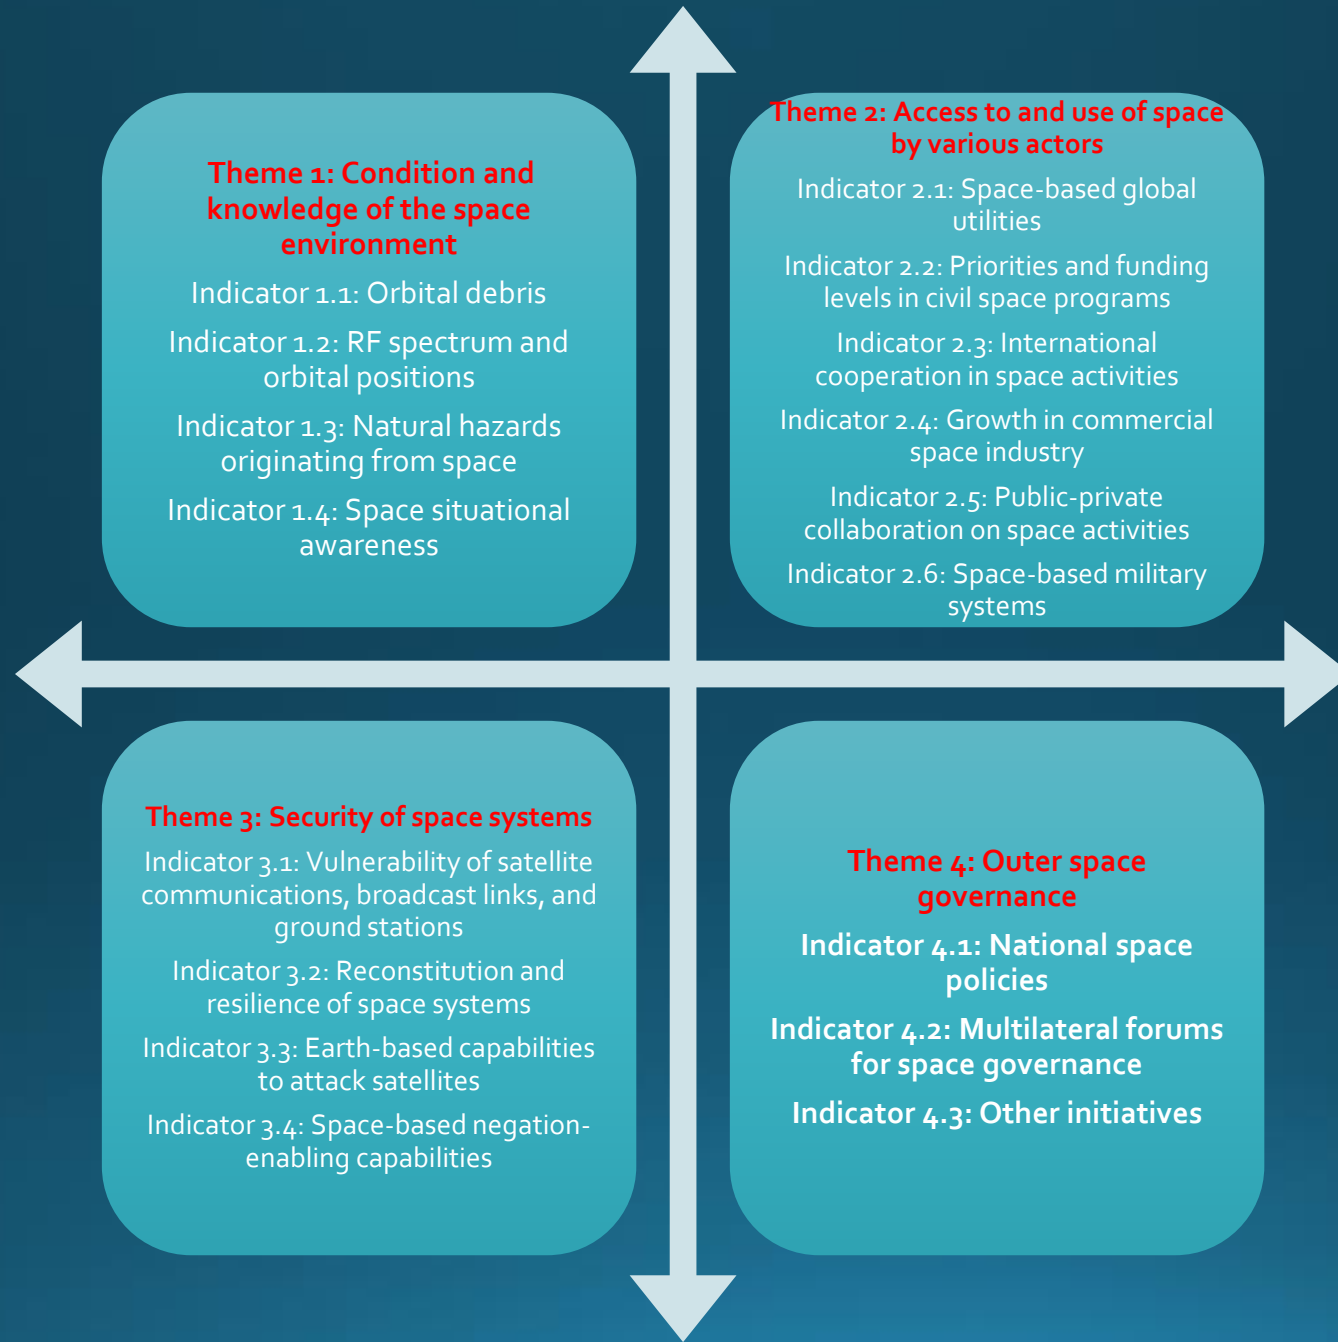 Theme 1: Condition and
knowledge of the space
environment
Indicator 1.1: Orbital debris
Indicator 1.2: RF spectrum and
orbital positions
Indicator 1.3: Natural hazards
originating from space
Indicator 1.4: Space situational
awareness
Theme 2: Access to and use of space
by various actors
Indicator 2.1: Space-based global
utilities
Indicator 2.2: Priorities and funding
levels in civil space programs
Indicator 2.3: International
cooperation in space activities
Indicator 2.4: Growth in commercial
space industry
Indicator 2.5: Public-private
collaboration on space activities
Indicator 2.6: Space-based military
systems
Theme 3: Security of space systems
Indicator 3.1: Vulnerability of satellite
communications, broadcast links, and
ground stations
Indicator 3.2: Reconstitution and
resilience of space systems
Indicator 3.3: Earth-based capabilities
to attack satellites
Indicator 3.4: Space-based negation-
enabling capabilities
Theme 4: Outer space
governance
Indicator 4.1: National space
policies
Indicator 4.2: Multilateral forums
for space governance
Indicator 4.3: Other initiatives